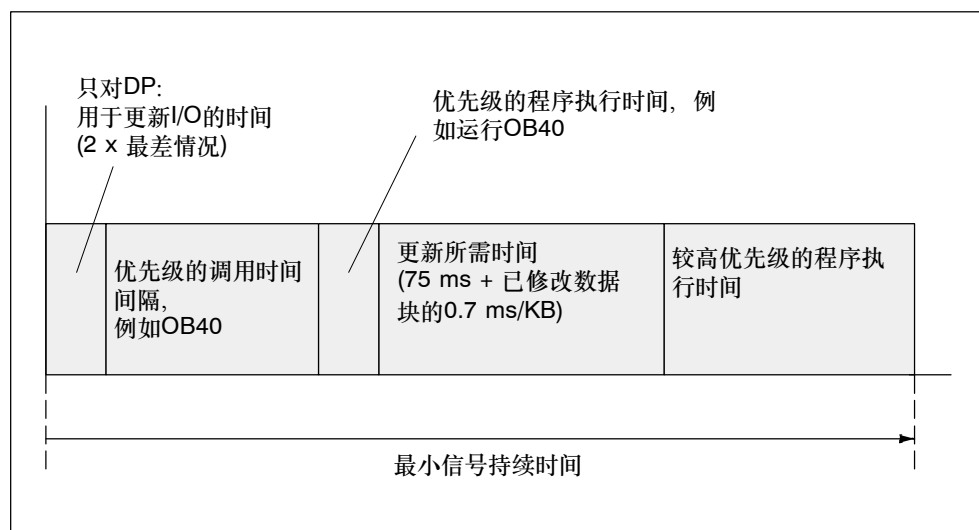 只对DP:
用于更新I/O的时间
(2 x 最差情况)
优先级的程序执行时间, 例
如运行OB40
优先级的调用时间
间隔,
例如OB40
更新所需时间
(75 ms + 已修改数据
块的0.7 ms/KB)
较高优先级的程序执
行时间
最小信号持续时间